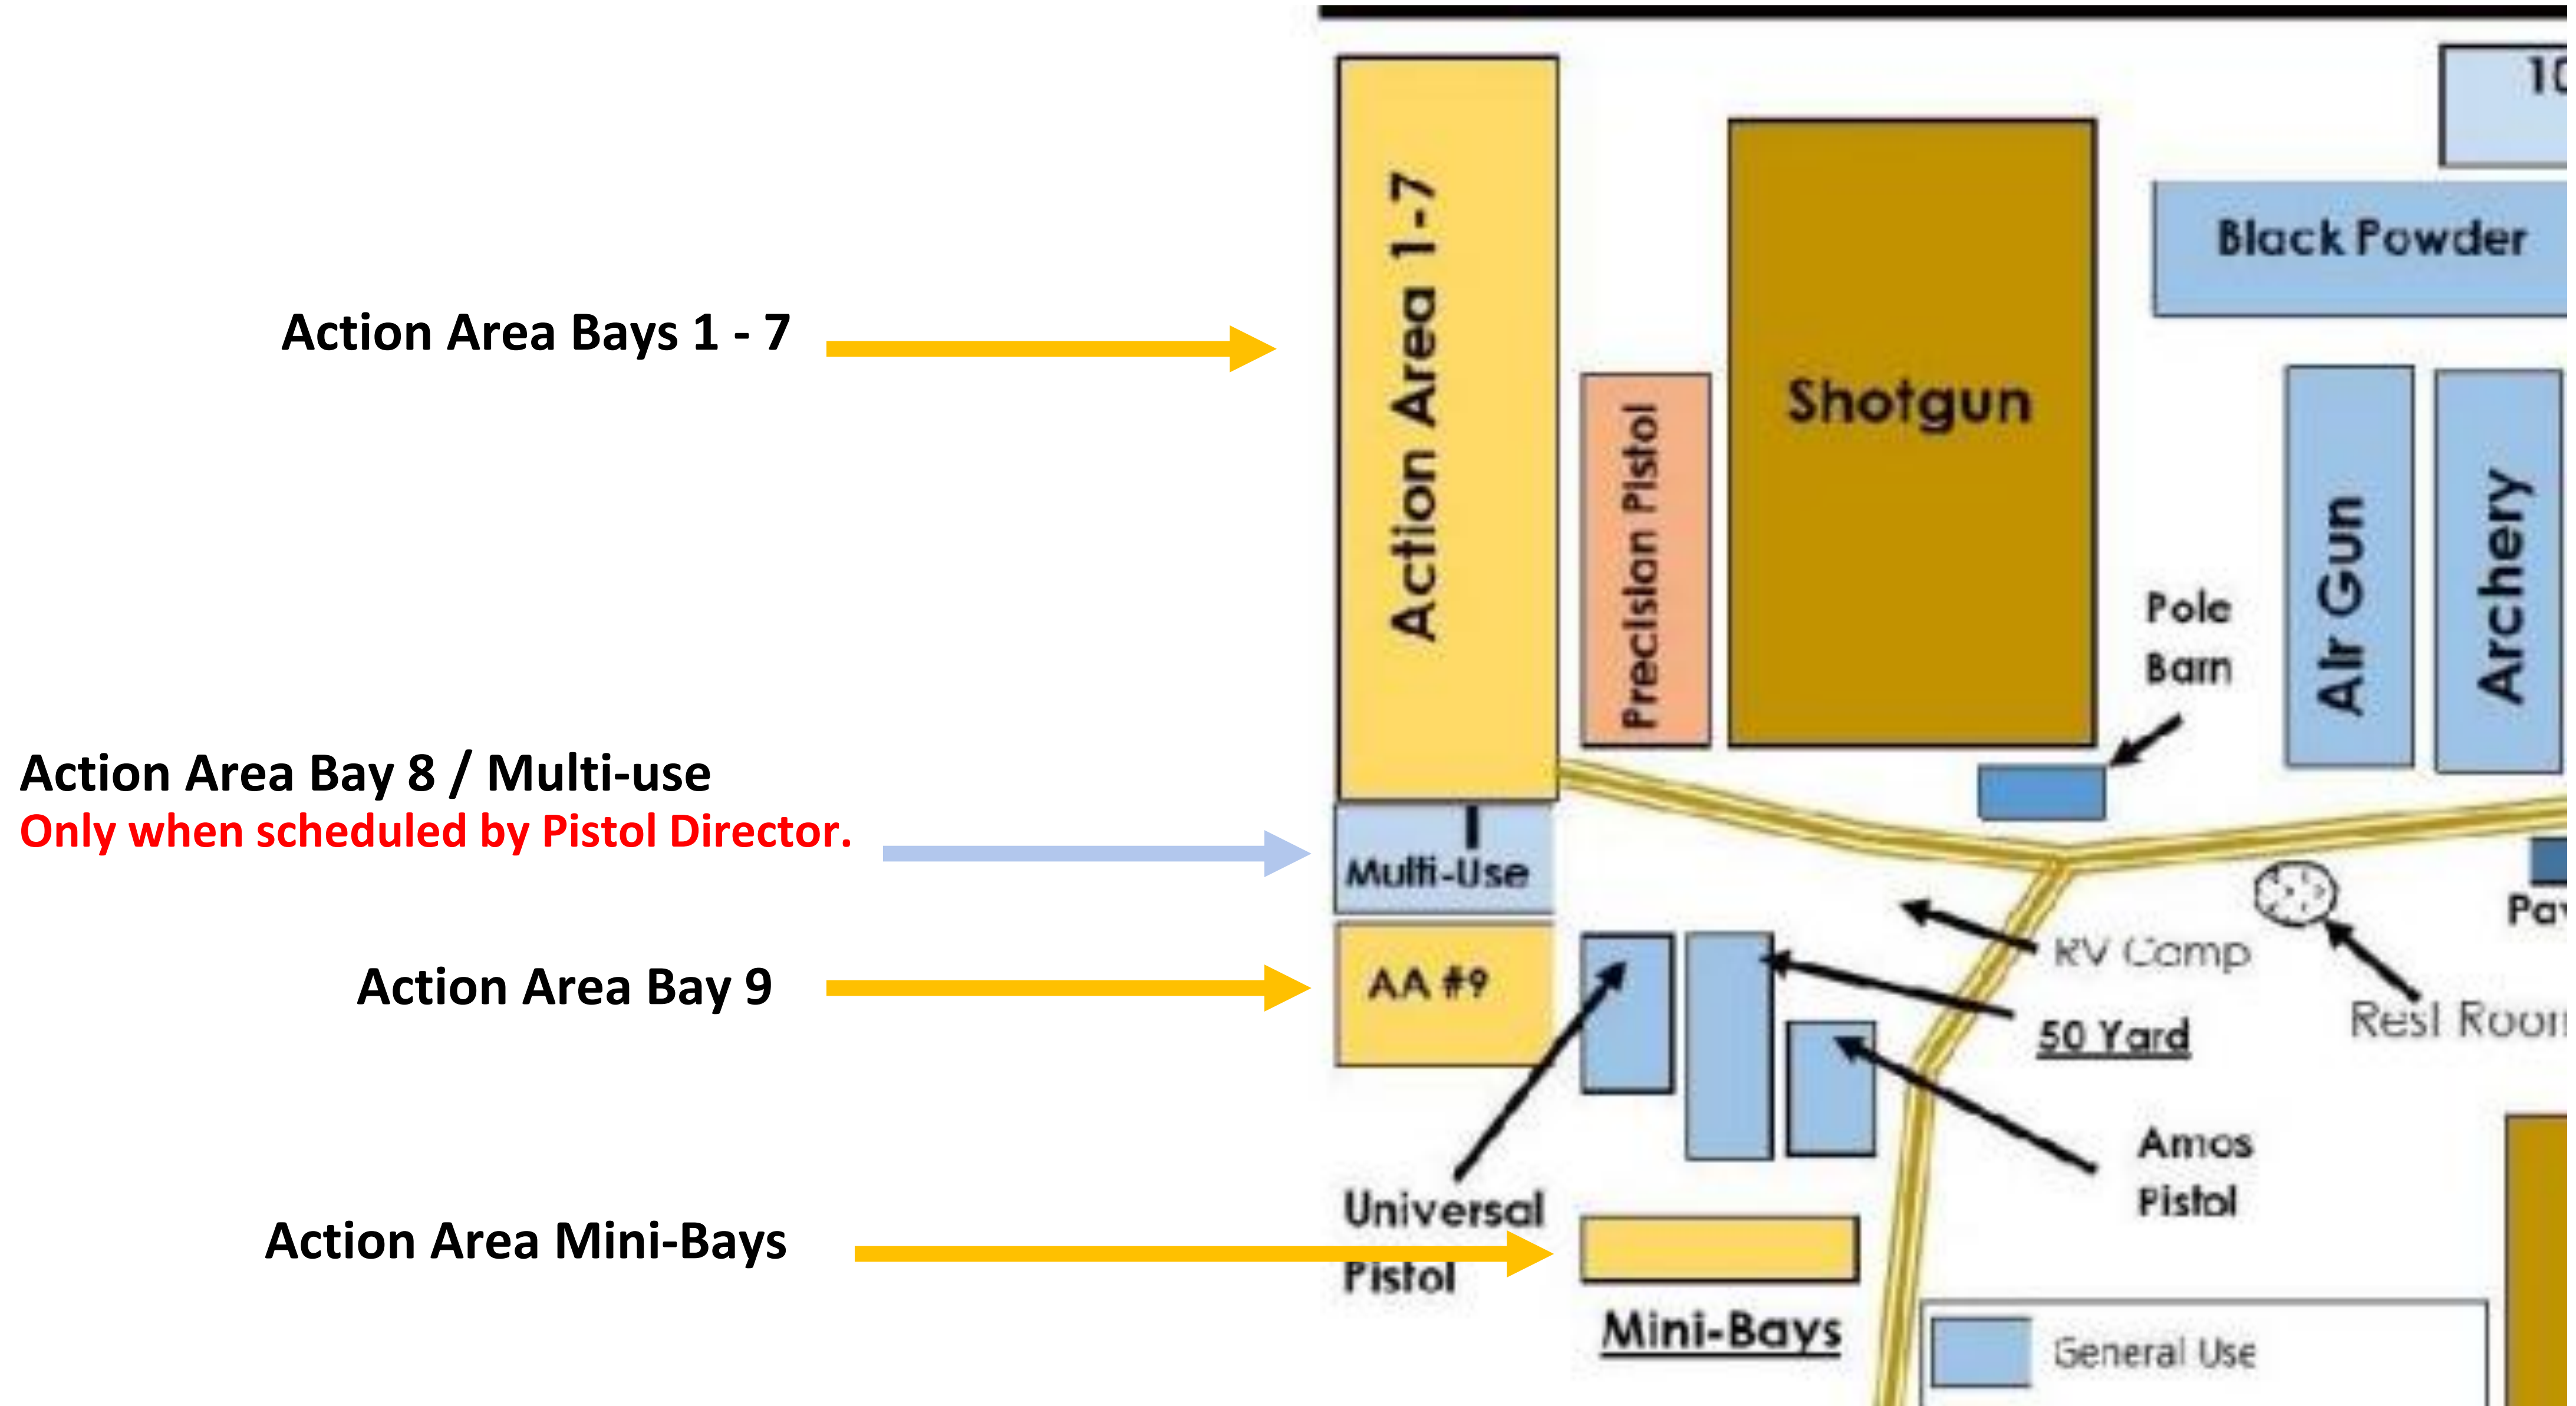 Action Area Bays 1 - 7
Action Area Bay 8 / Multi-use
Only when scheduled by Pistol Director.
Action Area Bay 9
Action Area Mini-Bays
Action Area 1-7
Precision Pistol
Shotgun
10
Black Powder
Air Gun
Archery
Pole
Barn
Multi-Use
AA #9
RV Camp
50 Yard
Rest Room
Amos
Pistol
Universal
Pistol
Mini-Bays
General Use